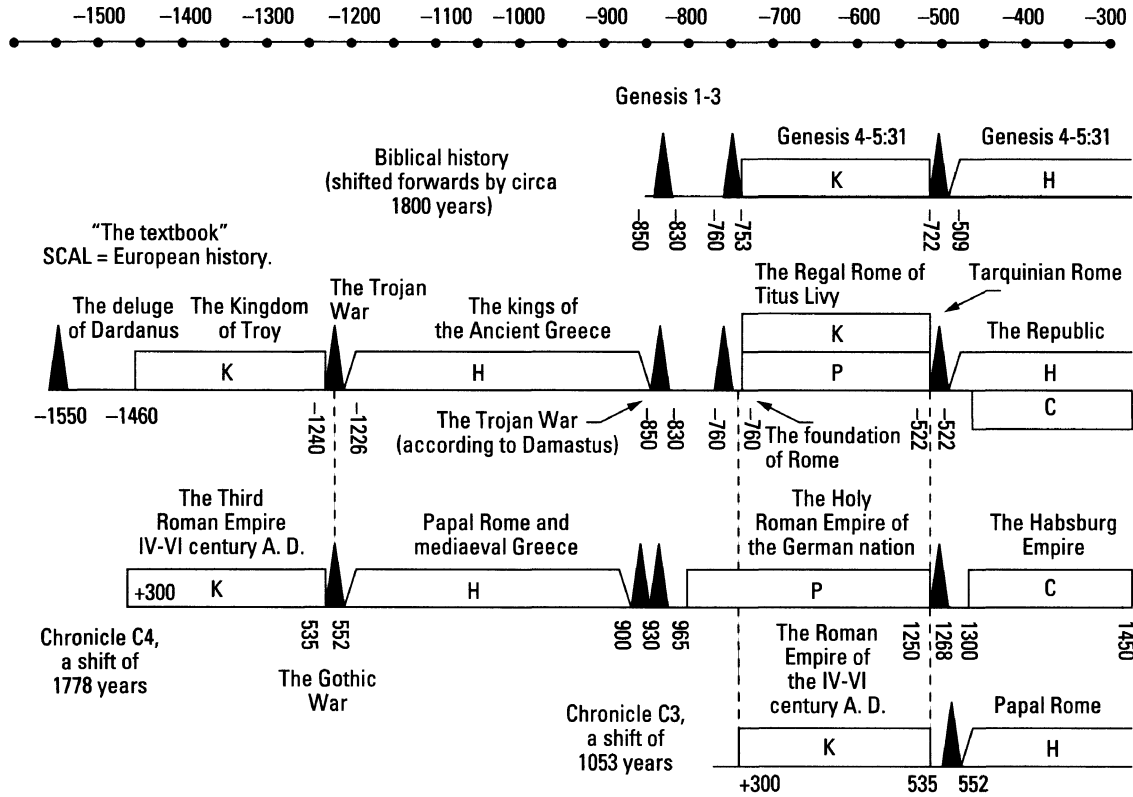 –1500 –1400 –1300 –1200 –1100 –1000 –900 –800 –700 –600 –500 –400 –300
Genesis 1-3
Biblical history
(shifted forwards by circa
1800 years)
Genesis 4-5:31
Genesis 4-5:31
K
H
–850
–830
–760
–753
–722
–509
“The textbook”
SCAL = European history.
The deluge
of Dardanus
The Kingdom
of Troy
The Trojan
War
The kings of
the Ancient Greece
The Regal Rome of
Titus Livy
Tarquinian Rome
The Republic
K
H
K
P
H
C
–1550
–1460
–1240
–1226
The Trojan War
(according to Damastus)
–850
–830
–760
–760
The foundation
of Rome
–522
–522
The Third
Roman Empire
IV-VI century A. D.
Papal Rome and
mediaeval Greece
The Holy
Roman Empire of
the German nation
The Habsburg
Empire
+300
K
H
P
C
Chronicle C4,
a shift of
1778 years
535
552
The Gothic
War
900
930
965
1250
1268
1300
1450
The Roman
Empire of
the IV-VI
century A. D.
Chronicle C3,
a shift of
1053 years
Papal Rome
K
H
+300
535
552